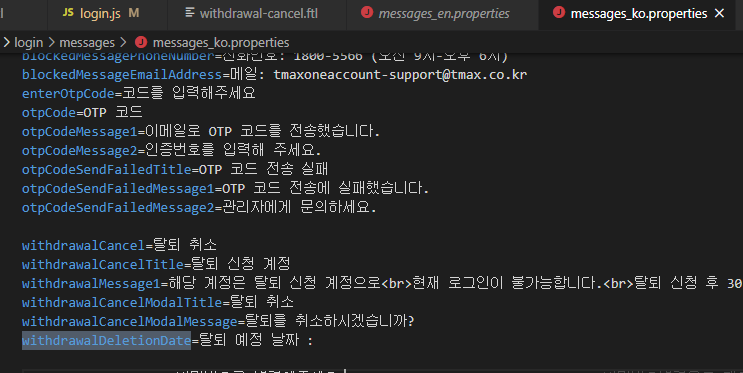 login.js M withdrawal-cancel.ftl messages_en.properties messages_ko.properties
login > messages > messages_ko.properties
blockedMessagePhoneNumber=전화번호: 1800-5566 (오전 9시-오후 6시)
blockedMessageEmailAddress=메일: tmaxoneaccount-support@tmax.co.kr
enterOtpCode=코드를 입력해주세요
otpCode=OTP 코드
otpCodeMessage1=이메일로 OTP 코드를 전송했습니다.
otpCodeMessage2=인증번호를 입력해 주세요.
otpCodeSendFailedTitle=OTP 코드 전송 실패
otpCodeSendFailedMessage1=OTP 코드 전송에 실패했습니다.
otpCodeSendFailedMessage2=관리자에게 문의하세요.
withdrawalCancel=탈퇴 취소
withdrawalCancelTitle=탈퇴 신청 계정
withdrawalMessage1=해당 계정은 탈퇴 신청 계정으로<br>현재 로그인이 불가능합니다.<br>탈퇴 신청 후 30
withdrawalCancelModalTitle=탈퇴 취소
withdrawalCancelModalMessage=탈퇴를 취소하시겠습니까?
withdrawalDeletionDate=탈퇴 예정 날짜 :